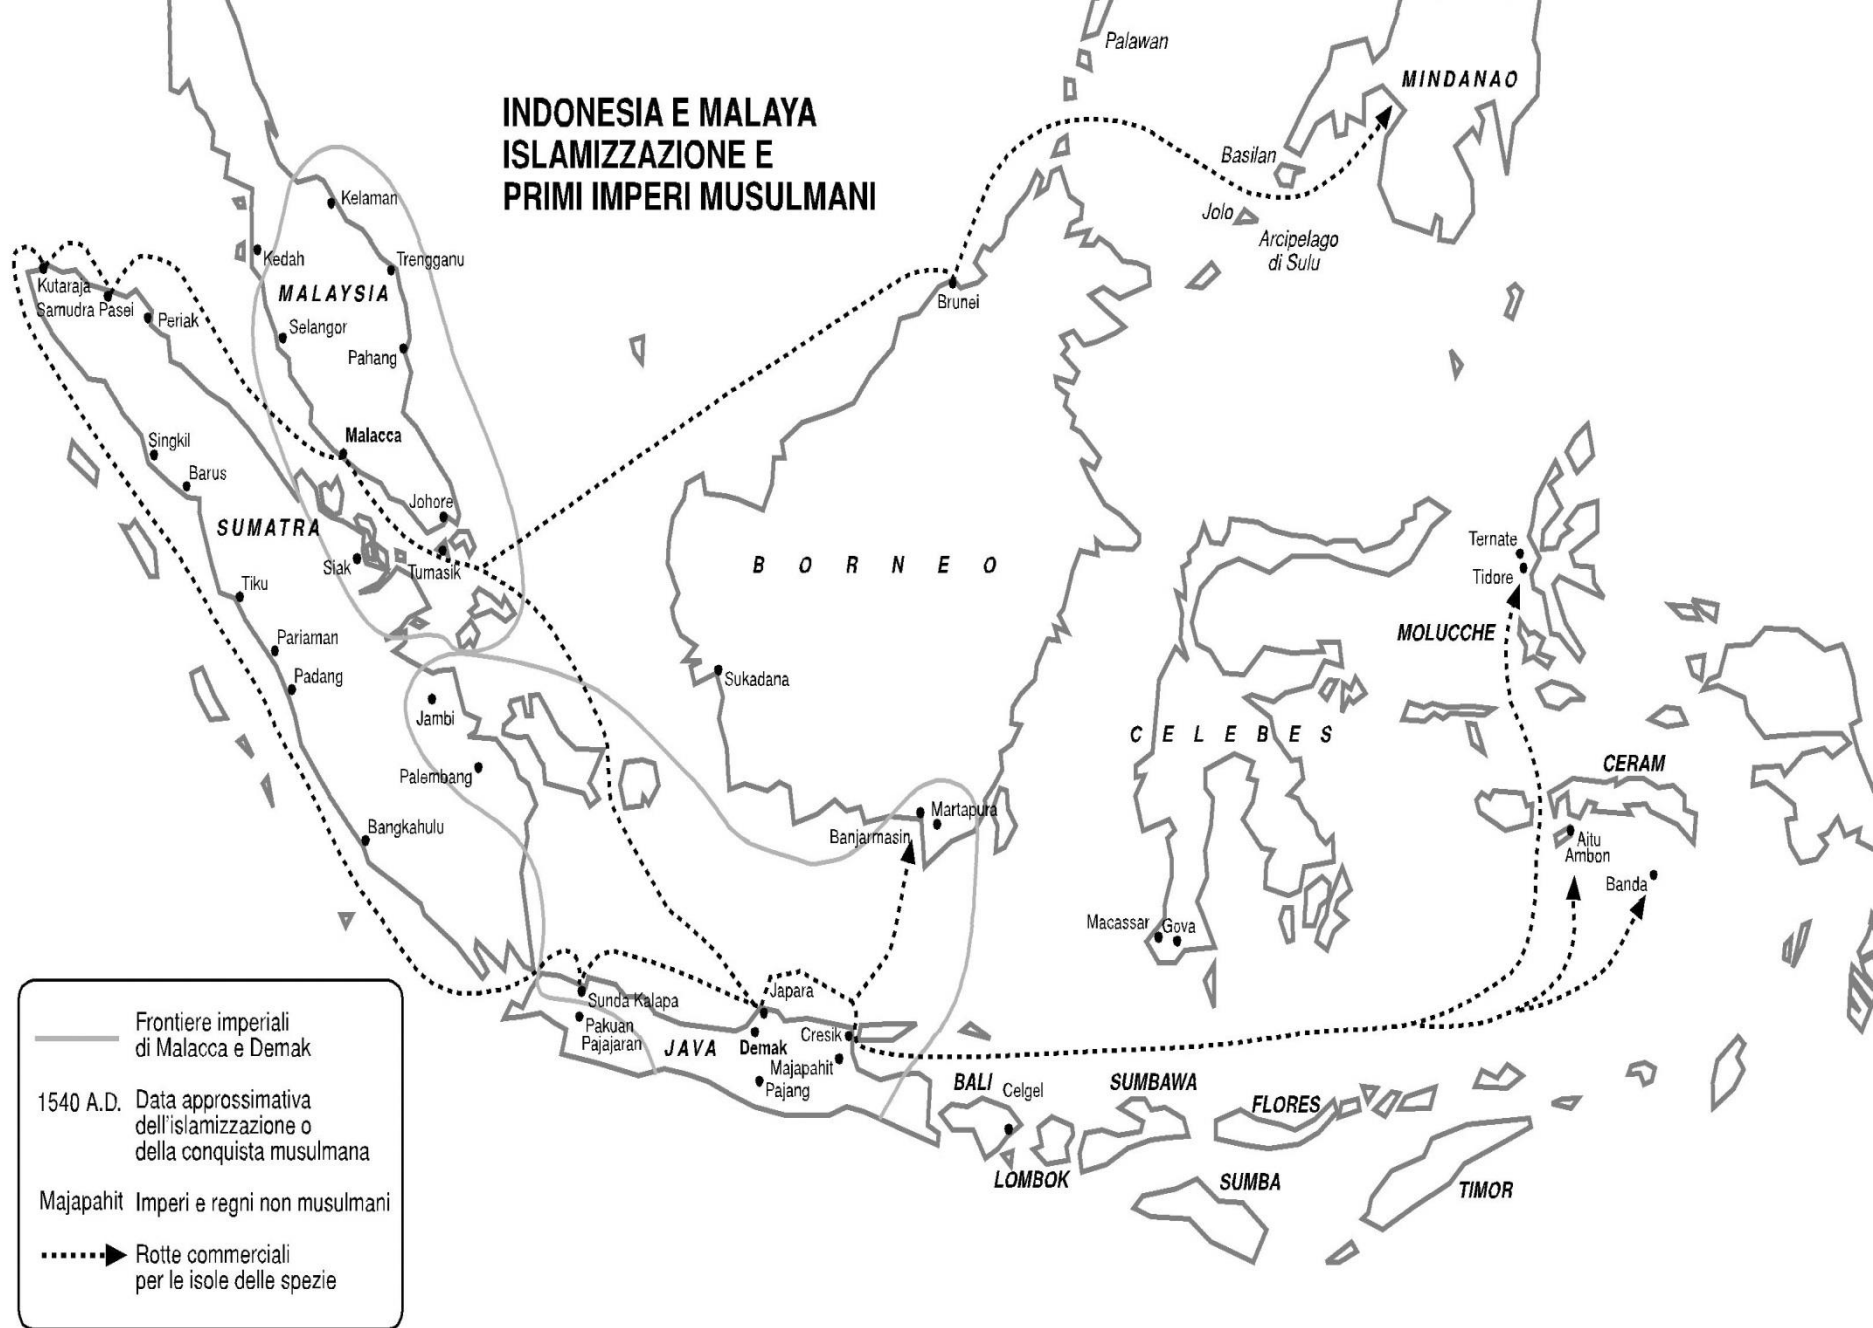 INDONESIA E MALAYA
ISLAMIZZAZIONE E
PRIMI IMPERI MUSULMANI
Palawan
MINDANAO
Basilan
Jolo
Arcipelago
di Sulu
Kelaman
Kedah
Trengganu
MALAYSIA
Kutaraja
Samudra Pasei
Periak
Selangor
Pahang
Brunei
Malacca
Singkil
Barus
Johore
SUMATRA
Siak
Tumasik
BORNEO
Ternate
Tidore
Tiku
MOLUCCHE
Pariaman
Padang
Sukadana
Jambi
CELEBES
Palembang
CERAM
Bangkahulu
Martapura
Banjarmasin
Aitu
Ambon
Banda
Macassar
Gova
Japara
Sunda Kalapa
Pakuan
Pajajaran
JAVA
Demak
Cresik
Majapahit
Pajang
BALI
Celgel
SUMBAWA
FLORES
LOMBOK
SUMBA
TIMOR
Frontiere imperiali
di Malacca e Demak
1540 A.D. Data approssimativa
dell'islamizzazione o
della conquista musulmana
Majapahit Imperi e regni non musulmani
Rotte commerciali
per le isole delle spezie